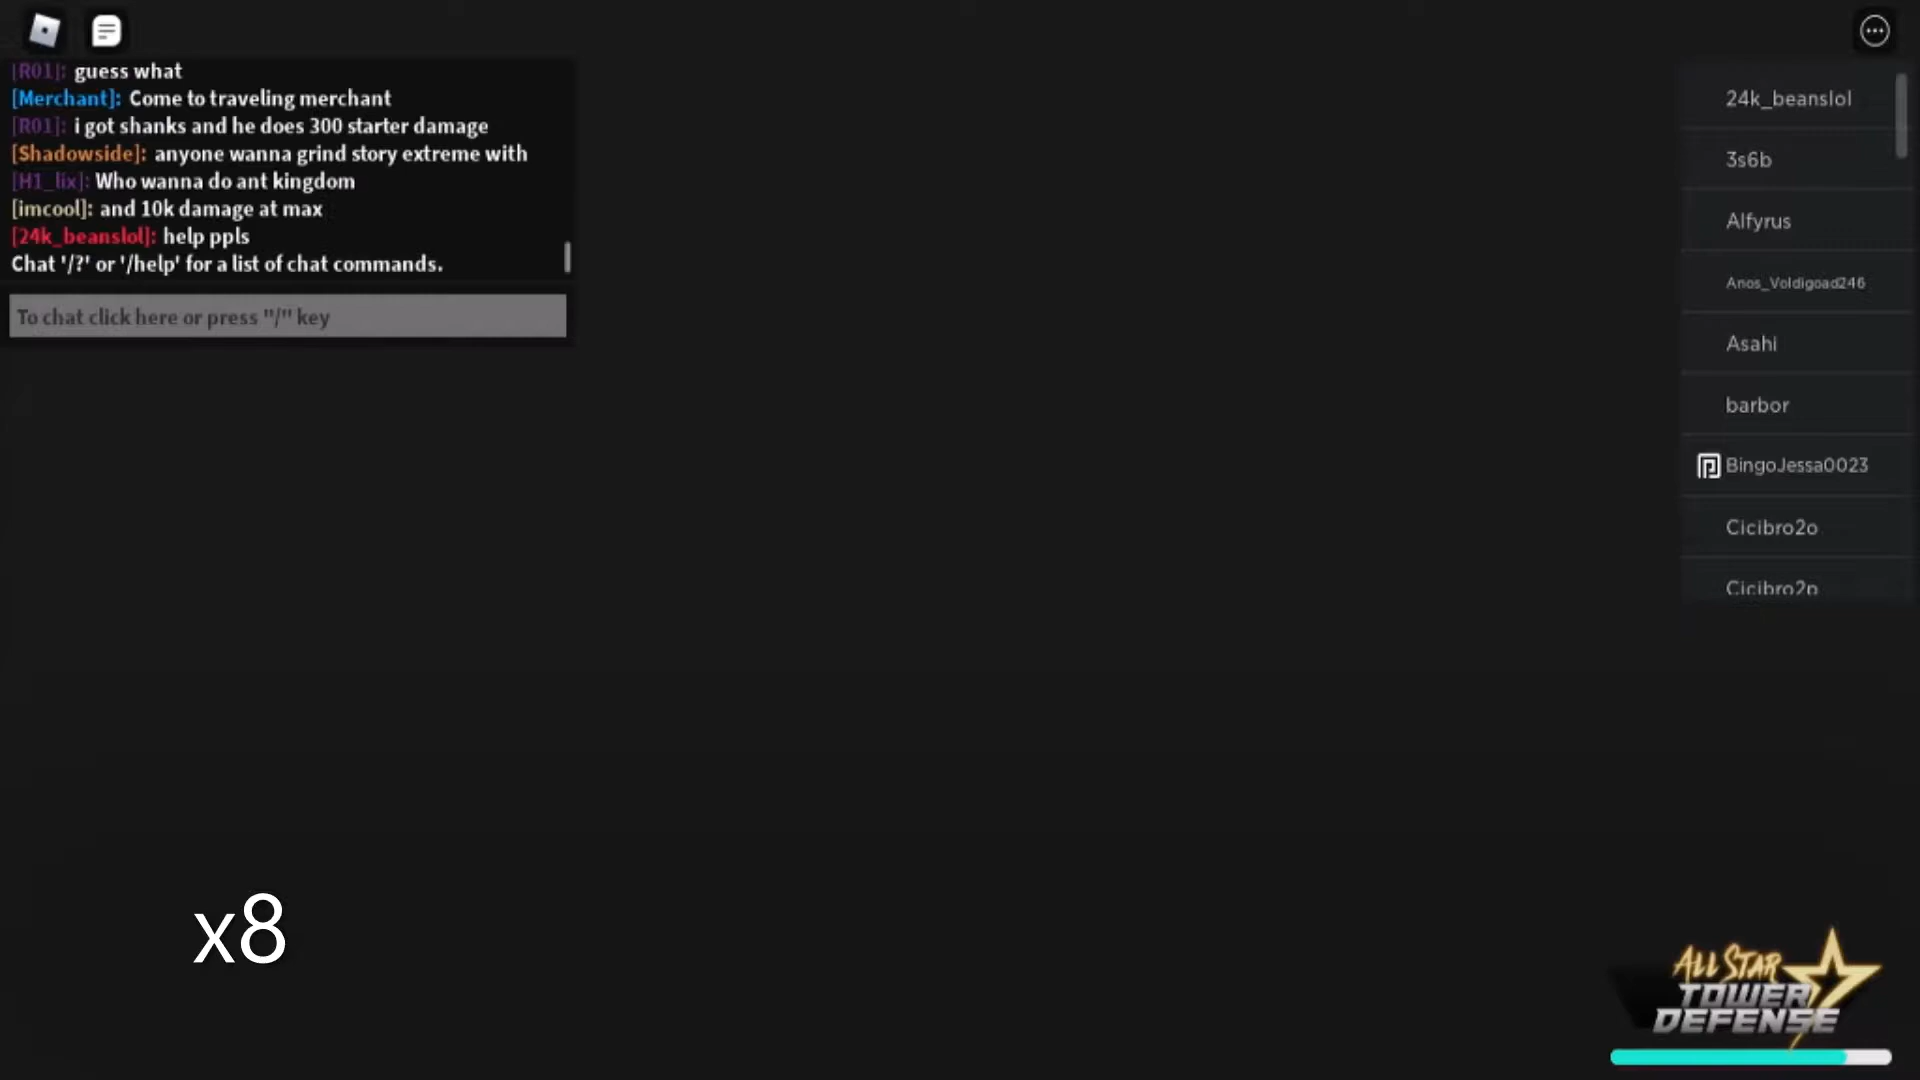 [R01]: guess what
[Merchant]: Come to traveling merchant
[R01]: i got shanks and he does 300 starter damage
[Shadowside]: anyone wanna grind story extreme with
[H1_lix]: Who wanna do ant kingdom
[imcool]: and 10k damage at max
[24k_beanslol]: help ppls
Chat '/?' or '/help' for a list of chat commands.
To chat click here or press "/" key
24k_beanslol
3s6b
Alfyrus
Anos_Voldigoad246
Asahi
barbor
BingoJessa0023
Cicibro2o
Cicibro2p
x8
ALL STAR
TOWER
DEFENSE